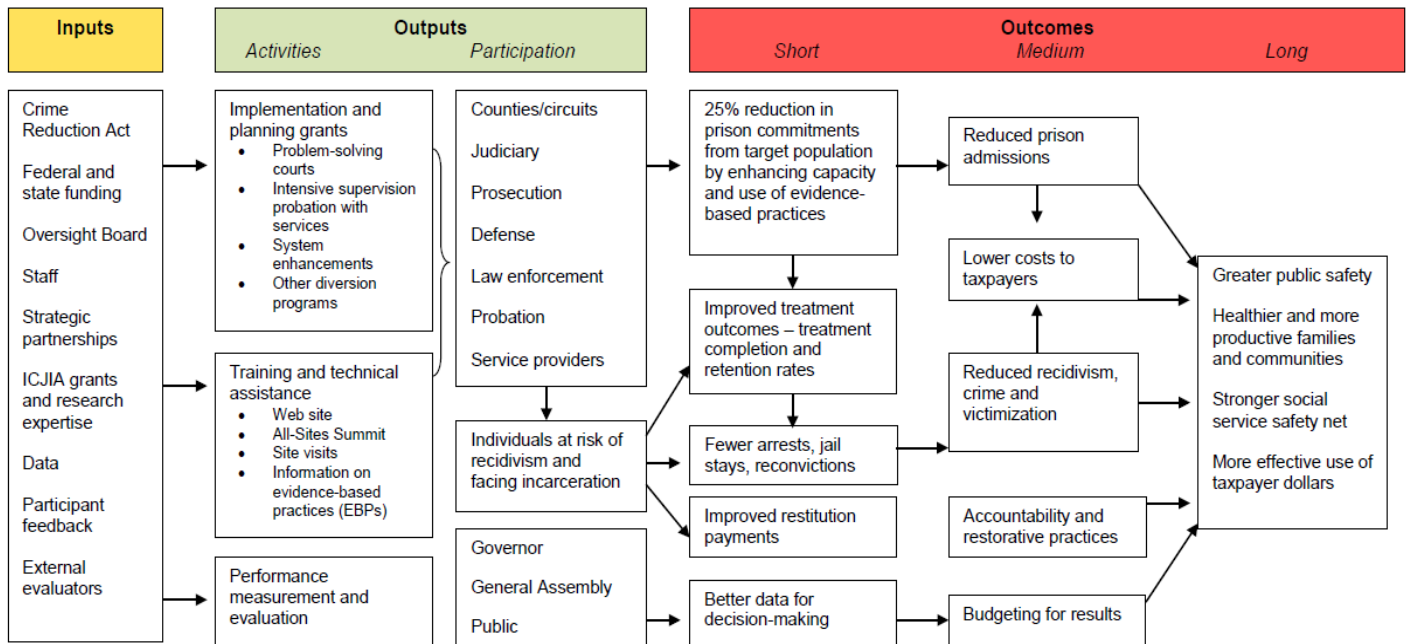 Inputs
Outputs
Activities
Participation
Outcomes
Short
Medium
Long
Crime
Reduction Act
Federal and
state funding
Oversight Board
Staff
Strategic
partnerships
ICJIA grants
and research
expertise
Data
Participant
feedback
External
evaluators
Implementation and
planning grants
• Problem-solving
courts
• Intensive supervision
probation with
services
• System
enhancements
• Other diversion
programs
Training and technical
assistance
• Web site
• All-Sites Summit
• Site visits
• Information on
evidence-based
practices (EBPs)
Performance
measurement and
evaluation
Counties/circuits
Judiciary
Prosecution
Defense
Law enforcement
Probation
Service providers
Individuals at risk of
recidivism and
facing incarceration
Governor
General Assembly
Public
25% reduction in
prison commitments
from target population
by enhancing capacity
and use of evidence-
based practices
Improved treatment
outcomes – treatment
completion and
retention rates
Fewer arrests, jail
stays, reconvictions
Improved restitution
payments
Better data for
decision-making
Reduced prison
admissions
Lower costs to
taxpayers
Reduced recidivism,
crime and
victimization
Accountability and
restorative practices
Budgeting for results
Greater public safety
Healthier and more
productive families
and communities
Stronger social
service safety net
More effective use of
taxpayer dollars